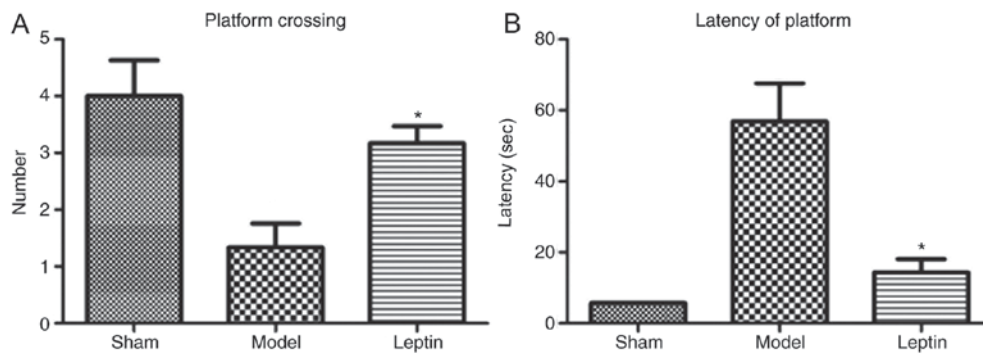 A
Platform crossing
Number
5
4
3
2
1
0
*
Sham
Model
Leptin
B
Latency of platform
Latency (sec)
80
60
40
20
0
*
Sham
Model
Leptin